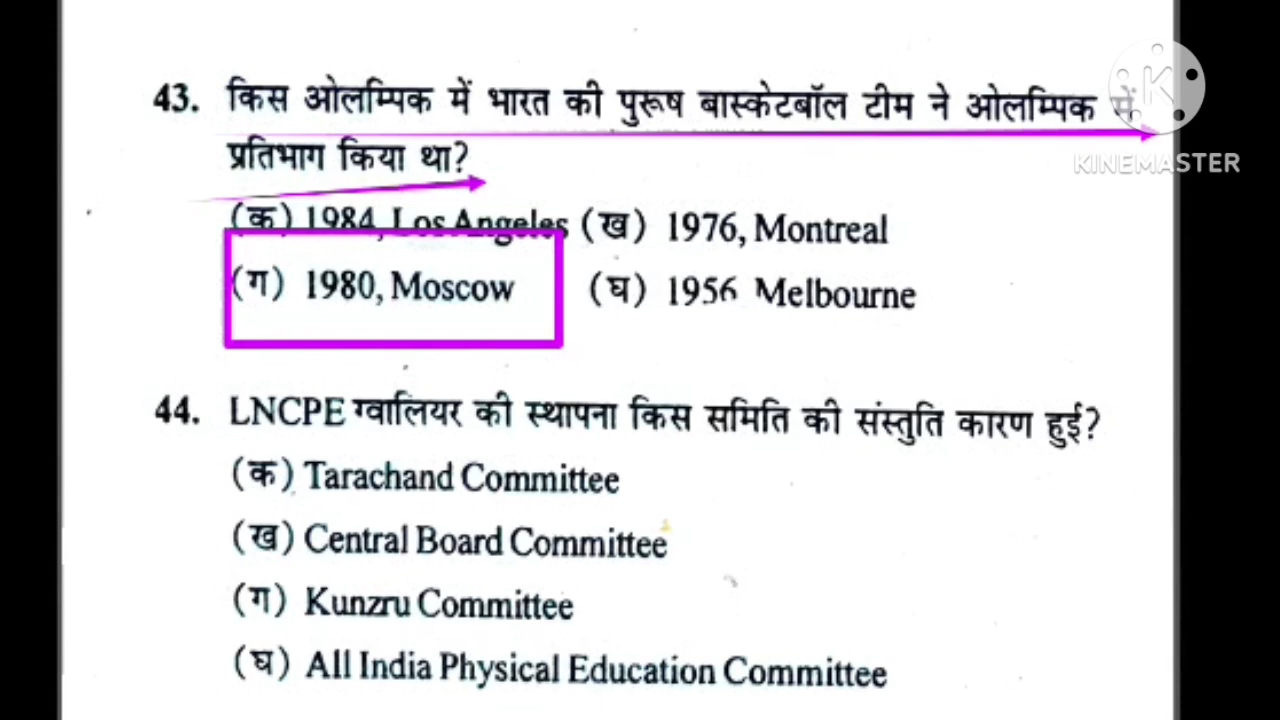 43. किस ओलम्पिक में भारत की पुरूष बास्केटबॉल टीम ने ओलम्पिक में
प्रतिभाग किया था?
(क) 1984, Los Angeles (ख) 1976, Montreal
(ग) 1980, Moscow (घ) 1956 Melbourne
44. LNCPE ग्वालियर की स्थापना किस समिति की संस्तुति कारण हुई?
(क) Tarachand Committee
(ख) Central Board Committee
(ग) Kunzru Committee
(घ) All India Physical Education Committee
K
KINEMASTER